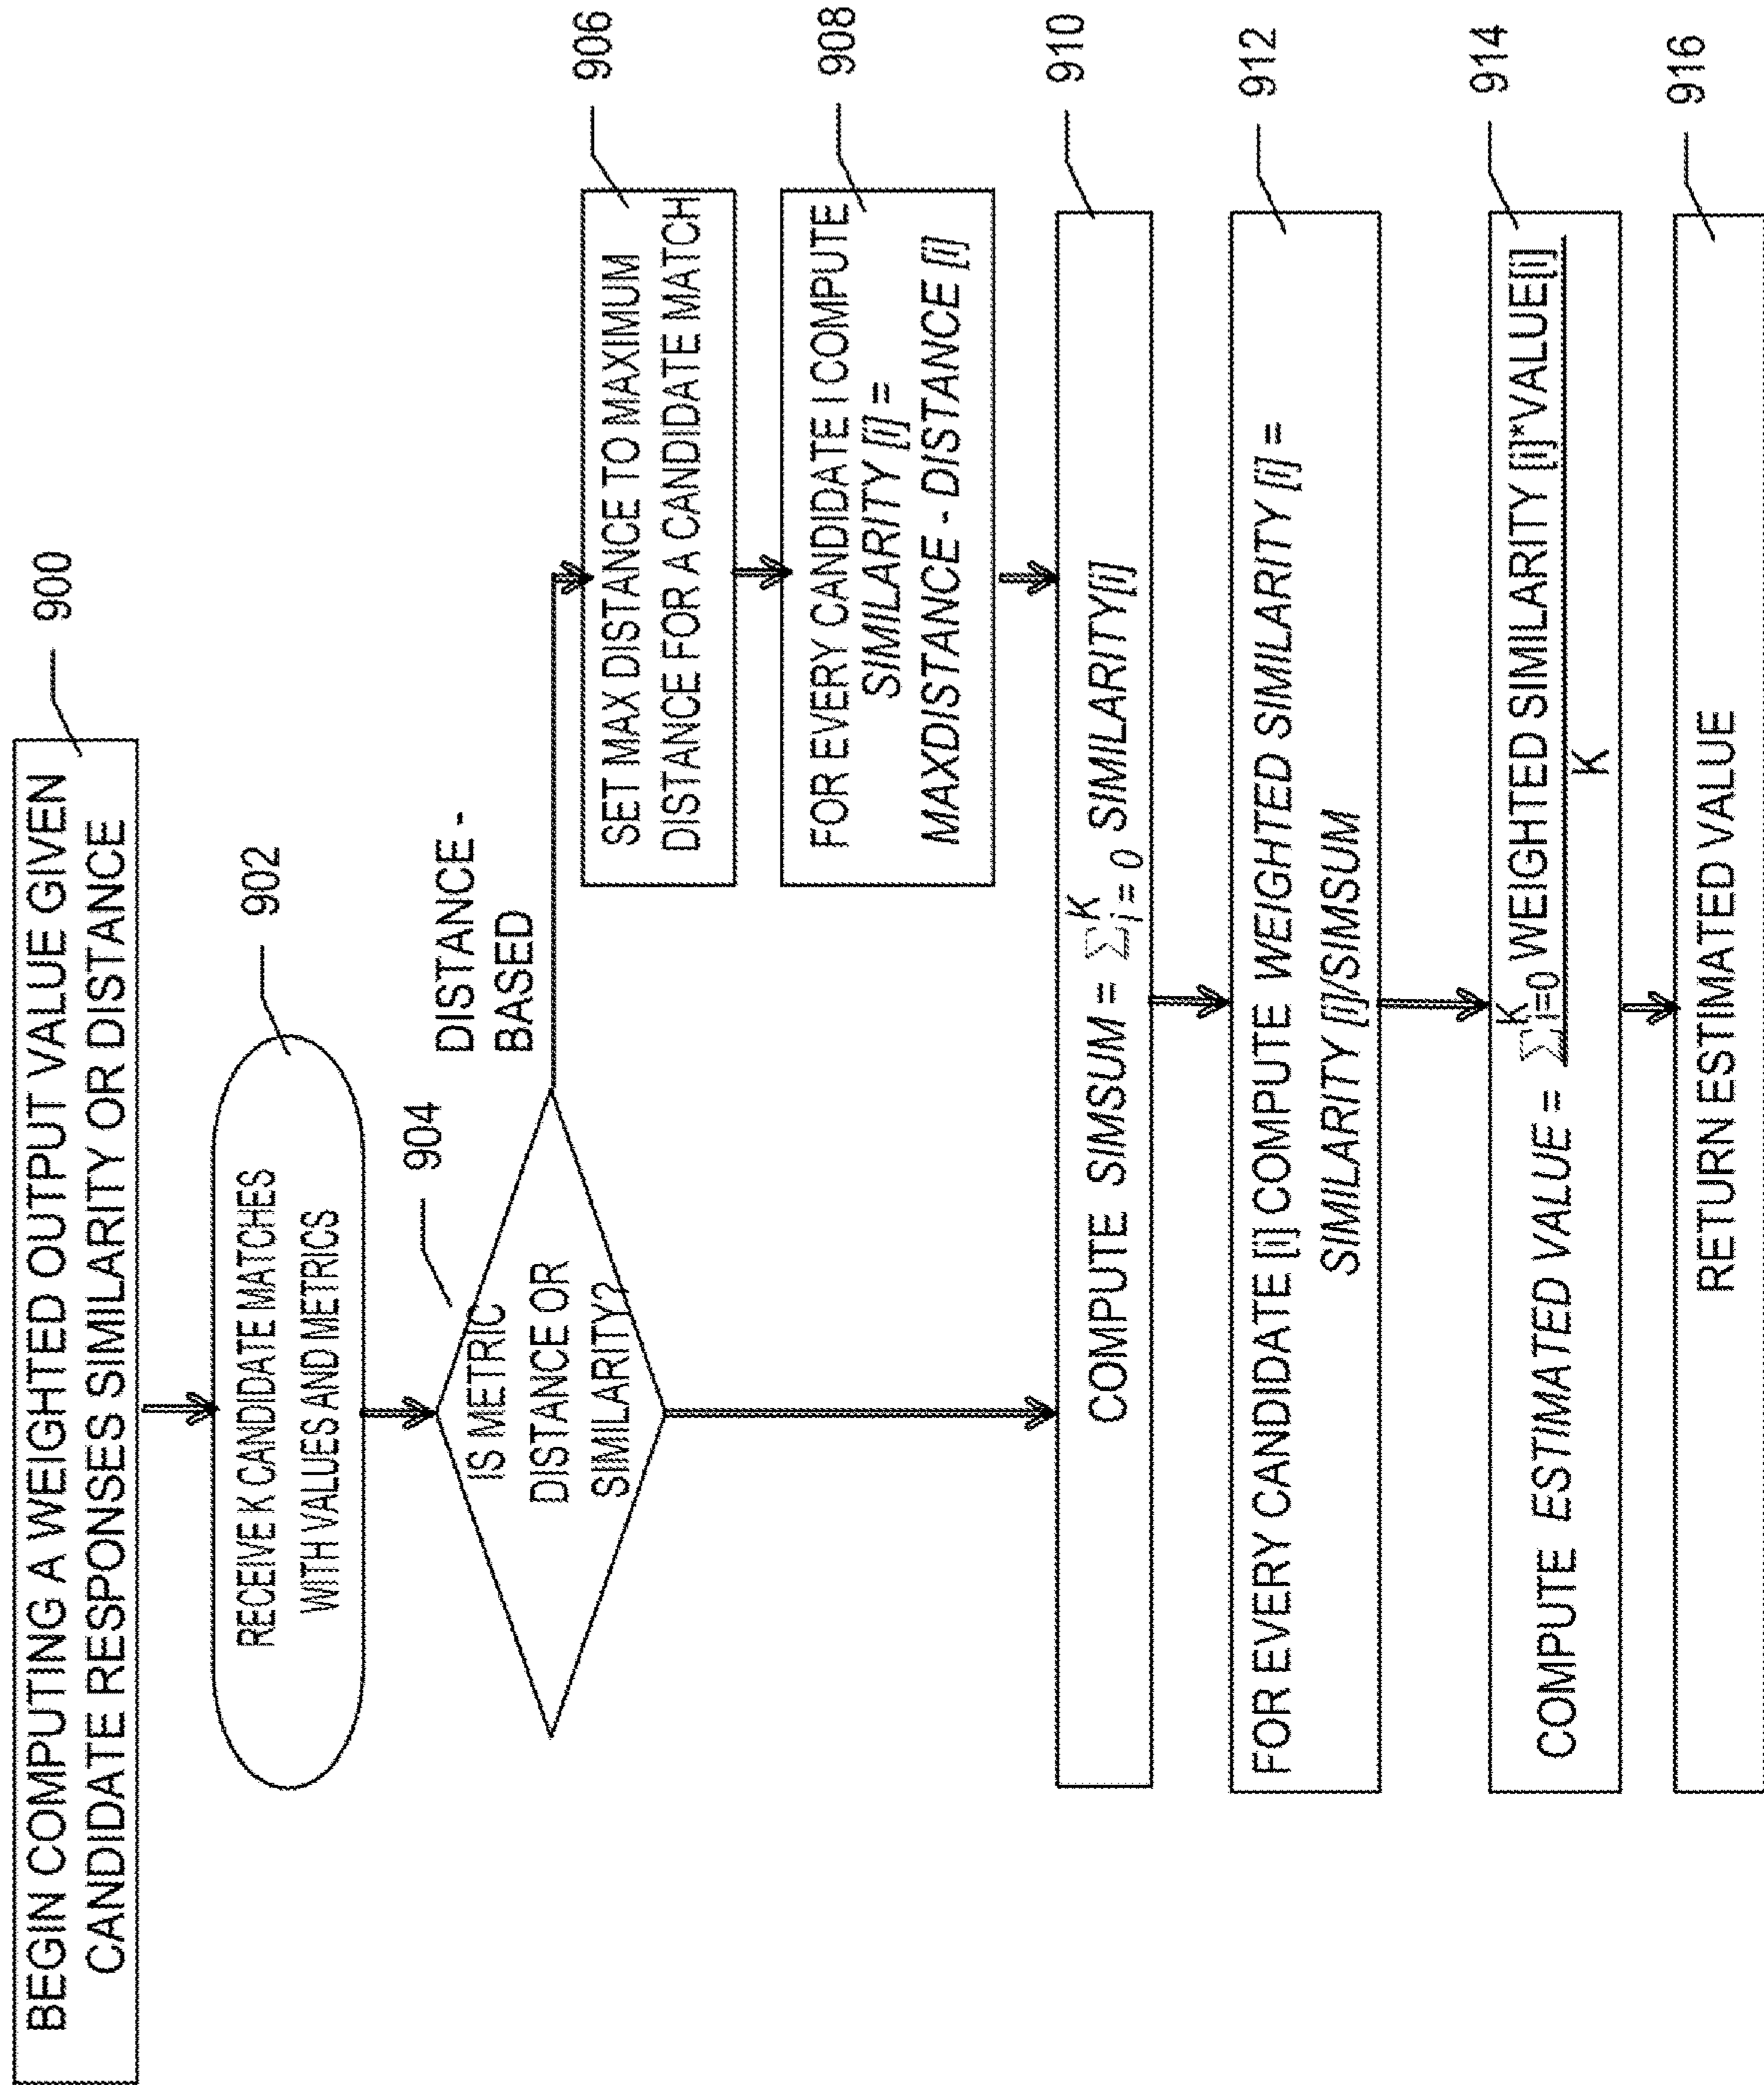 BEGIN COMPUTING A WEIGHTED OUTPUT VALUE GIVEN
CANDIDATE RESPONSES SIMILARITY OR DISTANCE
900
RECEIVE K CANDIDATE MATCHES
WITH VALUES AND METRICS
902
IS METRIC
DISTANCE OR
SIMILARITY?
904
DISTANCE -
BASED
SET MAX DISTANCE TO MAXIMUM
DISTANCE FOR A CANDIDATE MATCH
906
FOR EVERY CANDIDATE I COMPUTE
SIMILARITY [i] =
MAXDISTANCE - DISTANCE [i]
908
COMPUTE SIMSUM = ∑ K i = 0 SIMILARITY[i]
910
FOR EVERY CANDIDATE [i] COMPUTE WEIGHTED SIMILARITY [i] =
SIMILARITY [i]/SIMSUM
912
COMPUTE ESTIMATED VALUE = ∑ K i=0 WEIGHTED SIMILARITY [i]*VALUE[i]
K
914
RETURN ESTIMATED VALUE
916